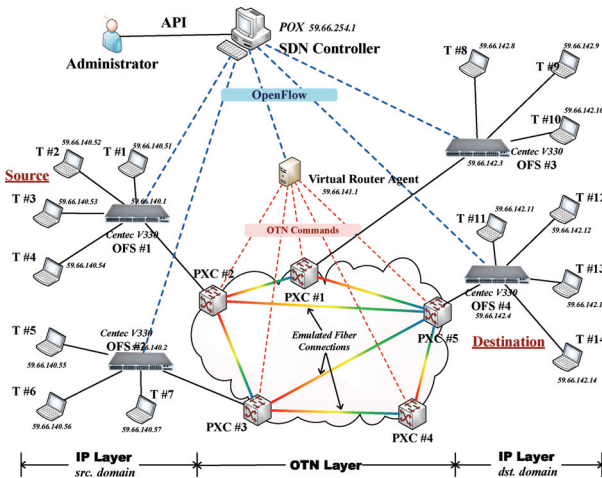 API
POX 59.66.254.1
SDN Controller
Administrator
OpenFlow
T #8
59.66.142.8
59.66.142.9
T #9
59.66.142.10
T #10
Centec V330
59.66.142.3
OFS #3
T #2
59.66.140.52
T #1
59.66.140.51
Source
T #3
59.66.140.53
59.66.140.1
Centec V330
OFS #1
T #4
59.66.140.54
Virtual Router Agent
59.66.141.1
OTN Commands
T #11
59.66.142.11
T #12
59.66.142.12
T #13
Centec V330
OFS #4
59.66.142.4
Destination
T #14
59.66.142.14
PXC #2
PXC #1
PXC #5
Emulated Fiber
Connections
PXC #3
PXC #4
T #5
59.66.140.55
Centec V330
OFS #2
59.66.140.2
T #6
59.66.140.56
T #7
59.66.140.57
IP Layer
src. domain
OTN Layer
IP Layer
dst. domain